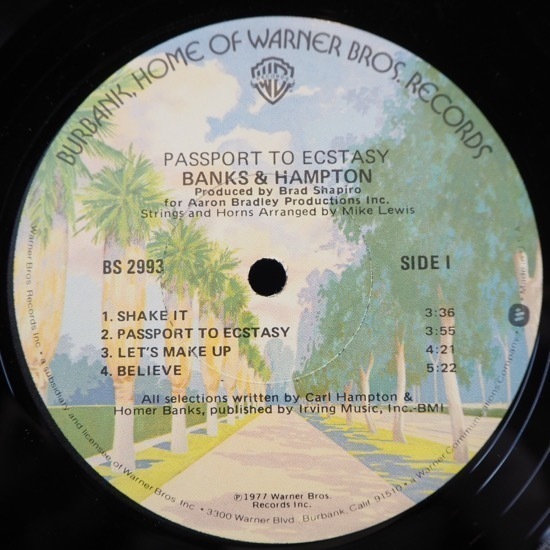 BURBANK, HOME OF WARNER BROS. RECORDS
PASSPORT TO ECSTASY
BANKS & HAMPTON
Produced by Brad Shapiro
for Aaron Bradley Productions Inc.
Strings and Horns Arranged by Mike Lewis
BS 2993
SIDE 1
1. SHAKE IT 3:36
2. PASSPORT TO ECSTASY 3:55
3. LET'S MAKE UP 4:21
4. BELIEVE 5:22
All selections written by Carl Hampton &
Homer Banks, published by Irving Music, Inc.-BMI
℗1977 Warner Bros.
Records Inc.
Warner Bros Records Inc. • a subsidiary and licensee of Warner Bros. Inc • 3300 Warner Blvd., Burbank, Calif. 91510 • a Warner Communications Company •